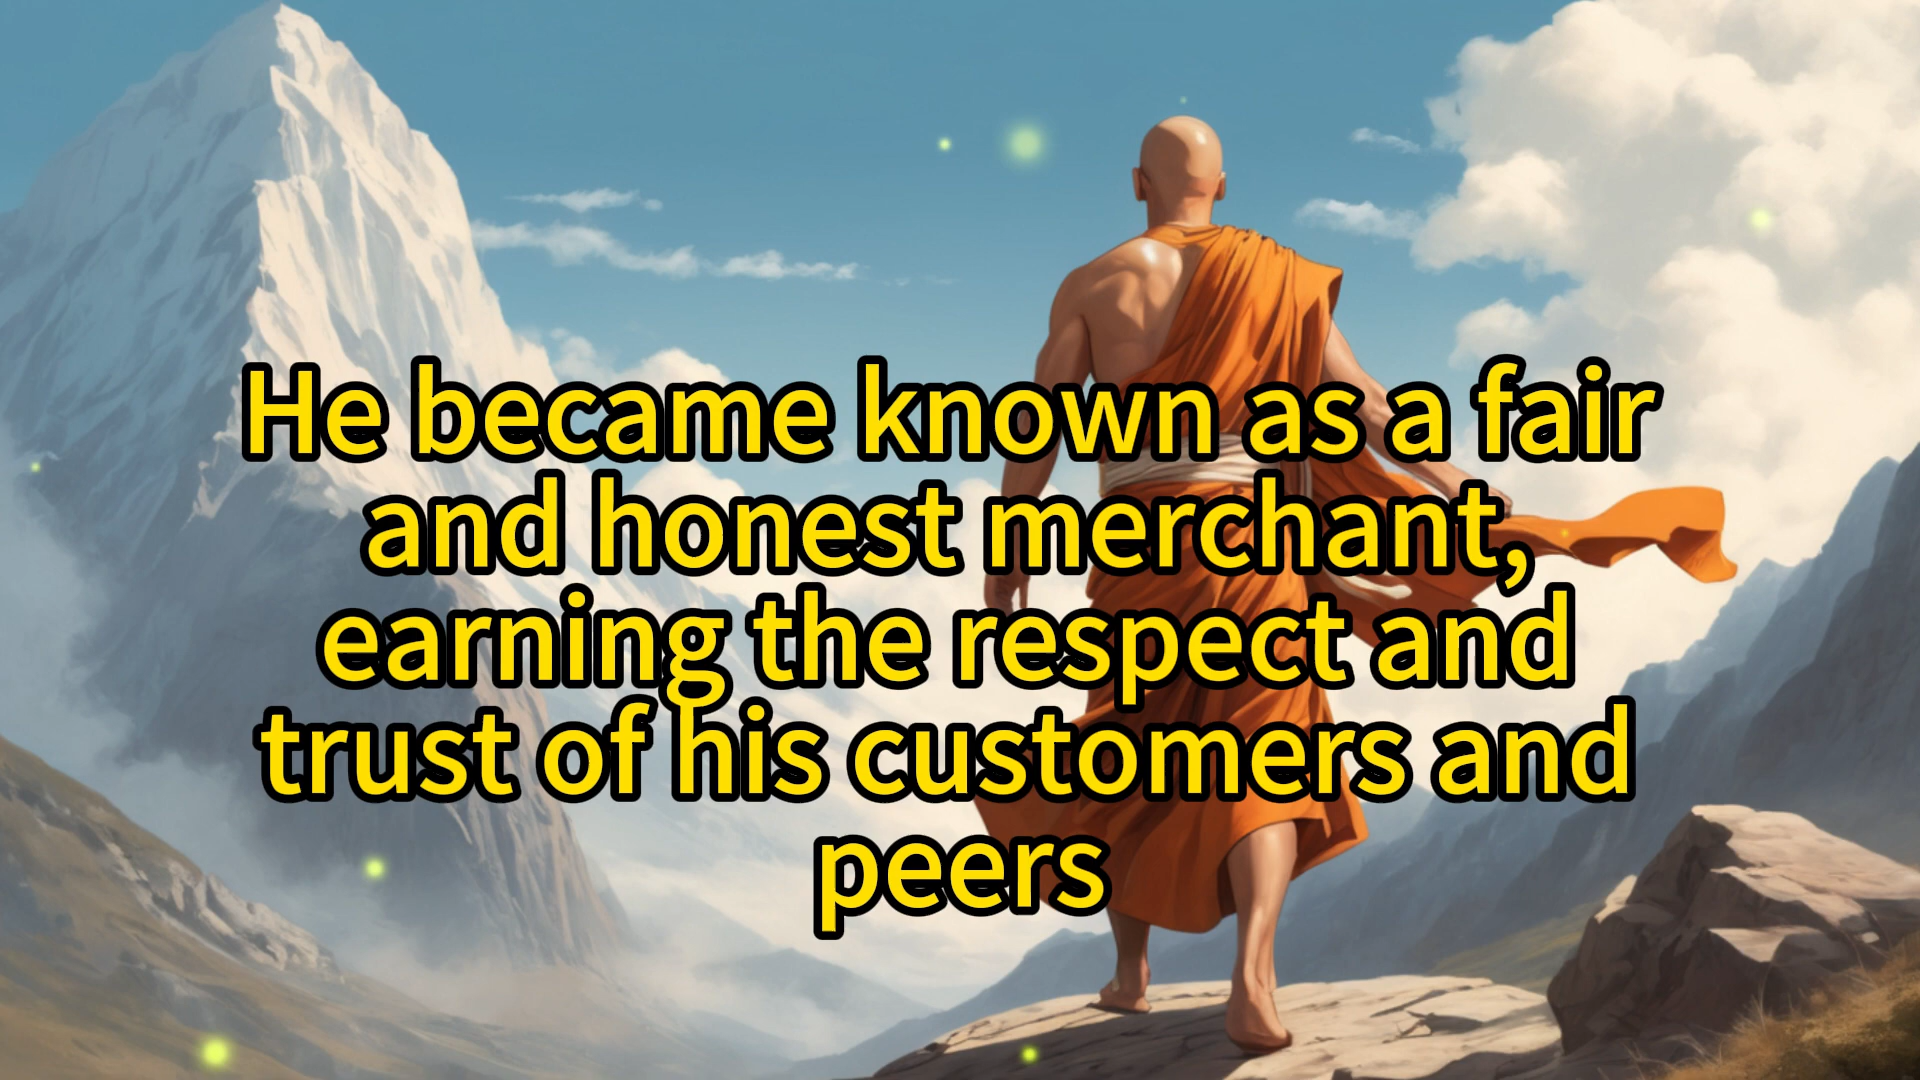 He became known as a fair
and honest merchant,
earning the respect and
trust of his customers and
peers